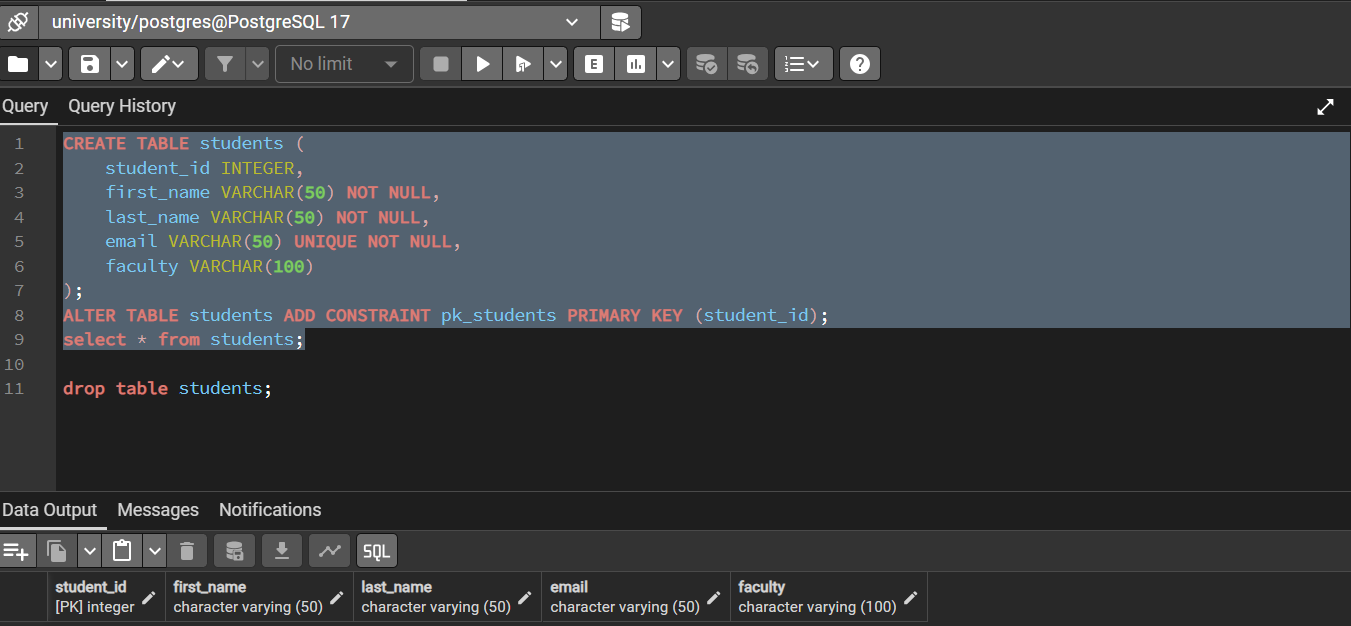 university/postgres@PostgreSQL 17
No limit
E
?
Query Query History
1 CREATE TABLE students (
2 student_id INTEGER,
3 first_name VARCHAR(50) NOT NULL,
4 last_name VARCHAR(50) NOT NULL,
5 email VARCHAR(50) UNIQUE NOT NULL,
6 faculty VARCHAR(100)
7 );
8 ALTER TABLE students ADD CONSTRAINT pk_students PRIMARY KEY (student_id);
9 select * from students;
10
11 drop table students;
Data Output Messages Notifications
SQL
student_id first_name last_name email faculty
[PK] integer character varying (50) character varying (50) character varying (50) character varying (100)